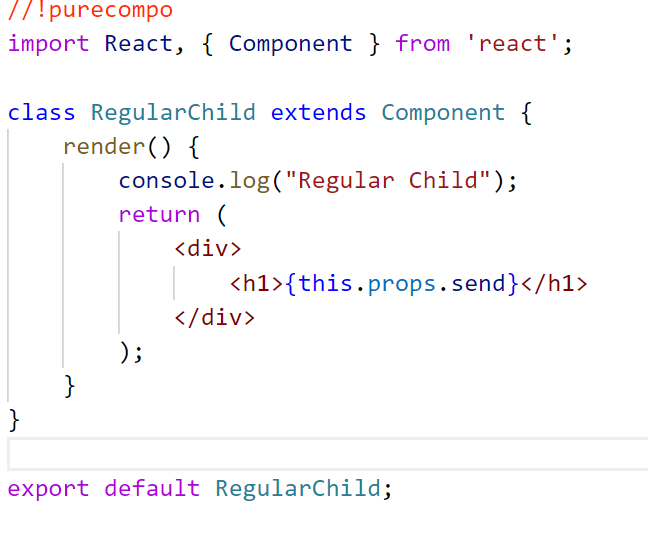 //!purecompo
import React, { Component } from 'react';
class RegularChild extends Component {
render() {
console.log("Regular Child");
return (
<div>
<h1>{this.props.send}</h1>
</div>
);
}
}
export default RegularChild;